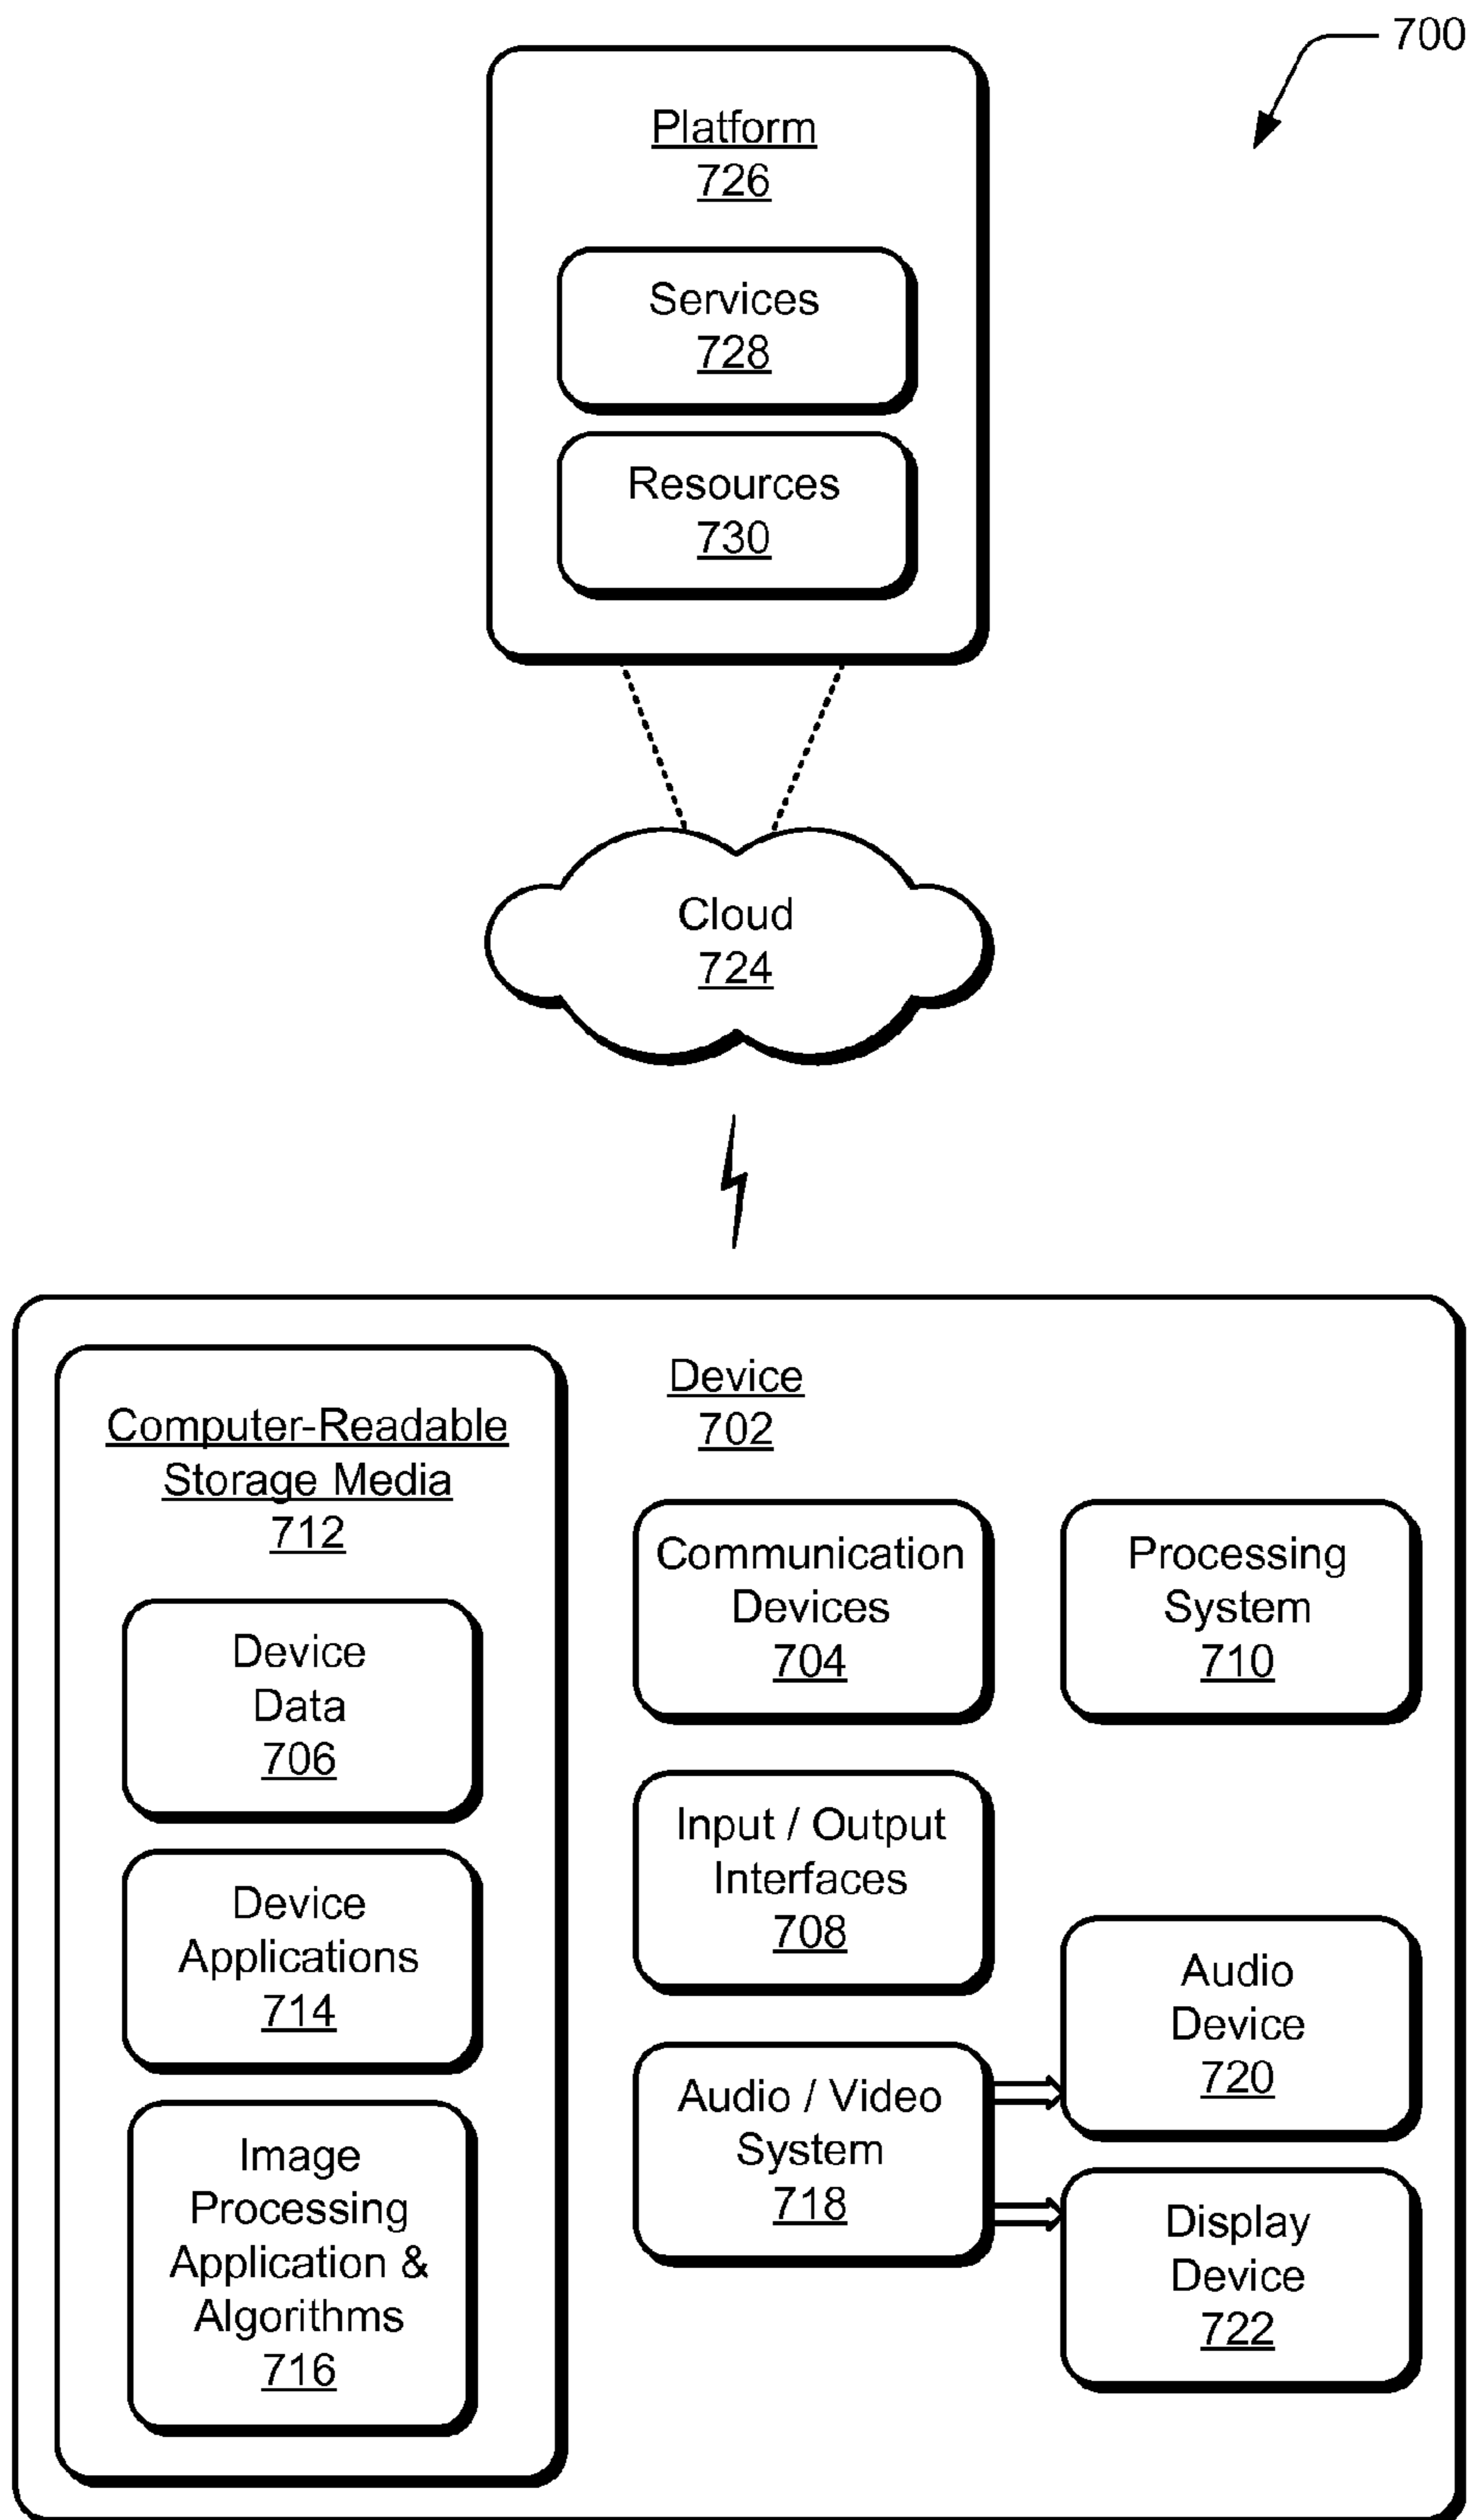 700
Platform
726
Services
728
Resources
730
Cloud
724
Device
702
Computer-Readable
Storage Media
712
Device
Data
706
Device
Applications
714
Image
Processing
Application &
Algorithms
716
Communication
Devices
704
Processing
System
710
Input / Output
Interfaces
708
Audio / Video
System
718
Audio
Device
720
Display
Device
722